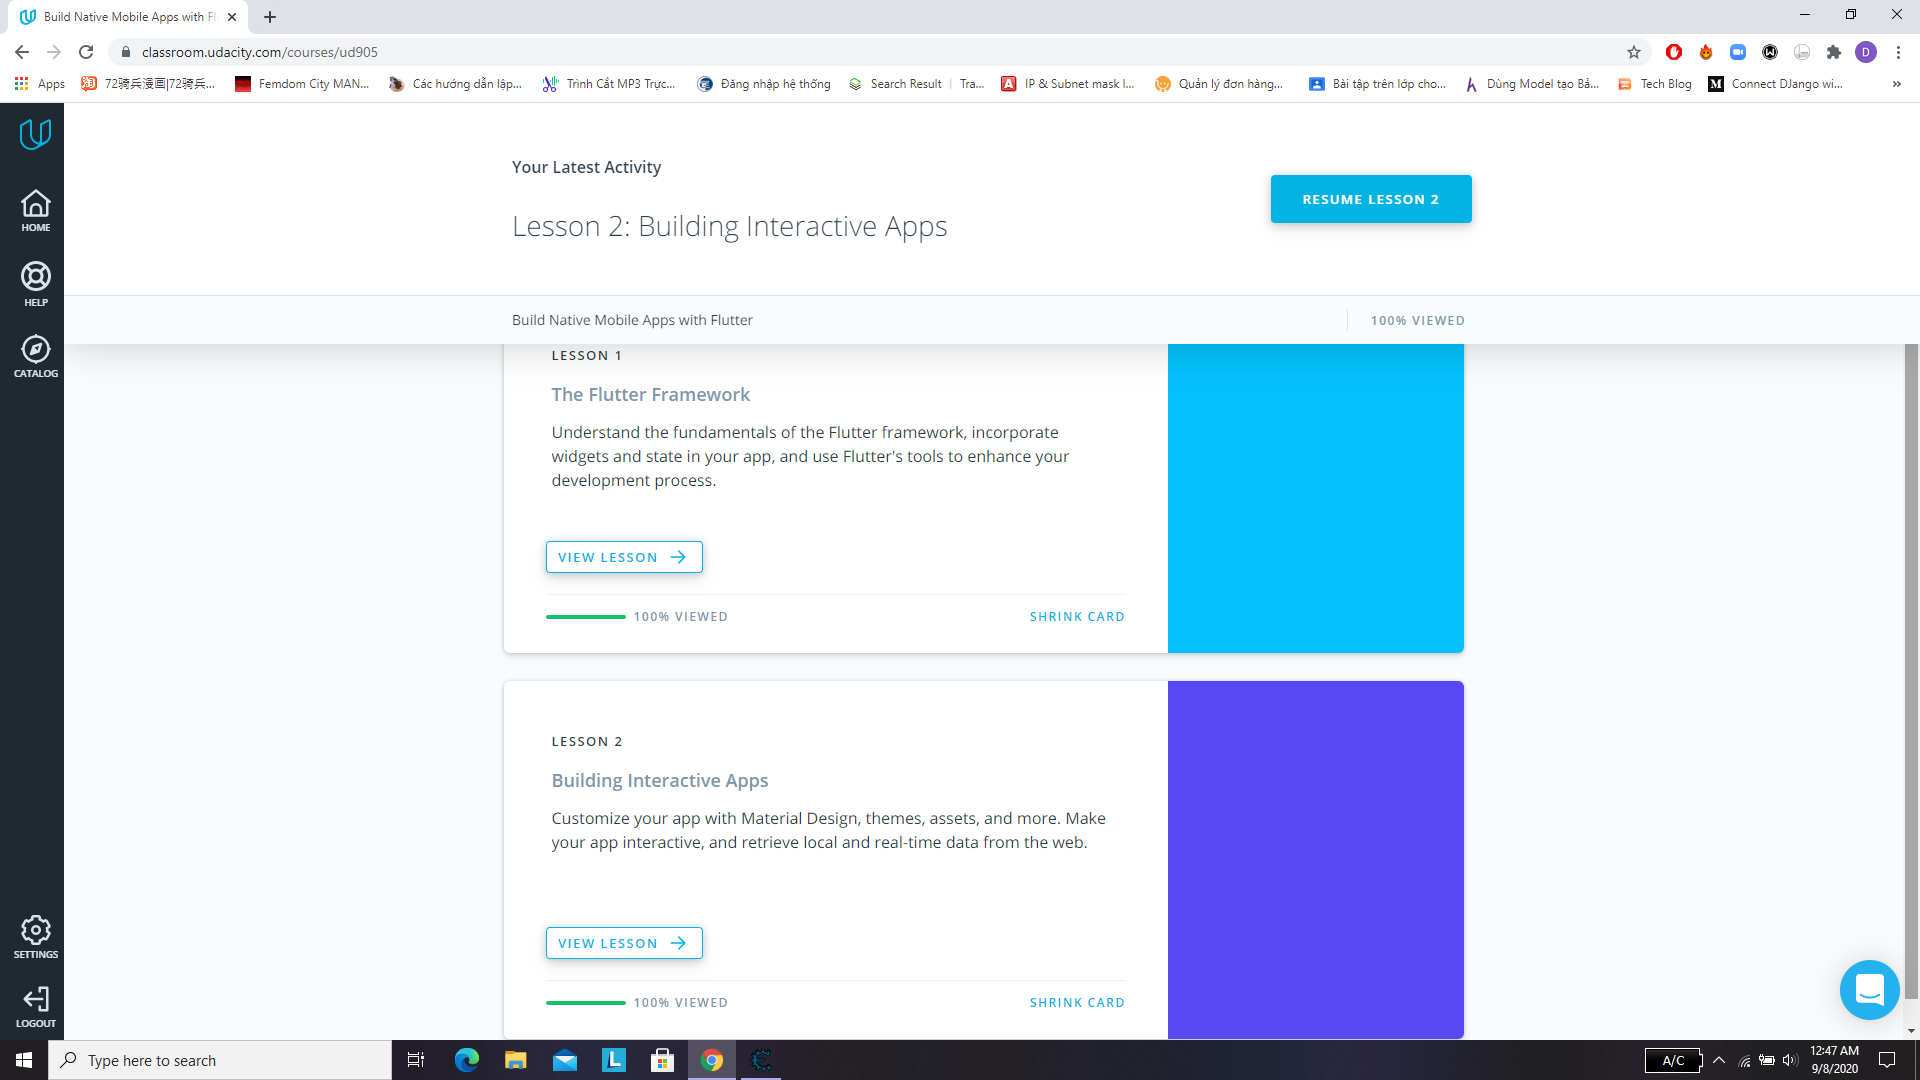 Build Native Mobile Apps with Fl
classroom.udacity.com/courses/ud905
D
Apps
72骑兵漫画|72骑兵...
Femdom City MAN...
Các hướng dẫn lập...
Trình Cắt MP3 Trực...
Đăng nhập hệ thống
Search Result | Tra...
IP & Subnet mask l...
Quản lý đơn hàng...
Bài tập trên lớp cho...
Dùng Model tạo Bả...
Tech Blog
Connect DJango wi...
»
HOME
HELP
CATALOG
SETTINGS
LOGOUT
Your Latest Activity
Lesson 2: Building Interactive Apps
RESUME LESSON 2
Build Native Mobile Apps with Flutter
100% VIEWED
LESSON 1
The Flutter Framework
Understand the fundamentals of the Flutter framework, incorporate
widgets and state in your app, and use Flutter's tools to enhance your
development process.
VIEW LESSON
100% VIEWED
SHRINK CARD
LESSON 2
Building Interactive Apps
Customize your app with Material Design, themes, assets, and more. Make
your app interactive, and retrieve local and real-time data from the web.
VIEW LESSON
100% VIEWED
SHRINK CARD
Type here to search
L
A/C
12:47 AM
9/8/2020